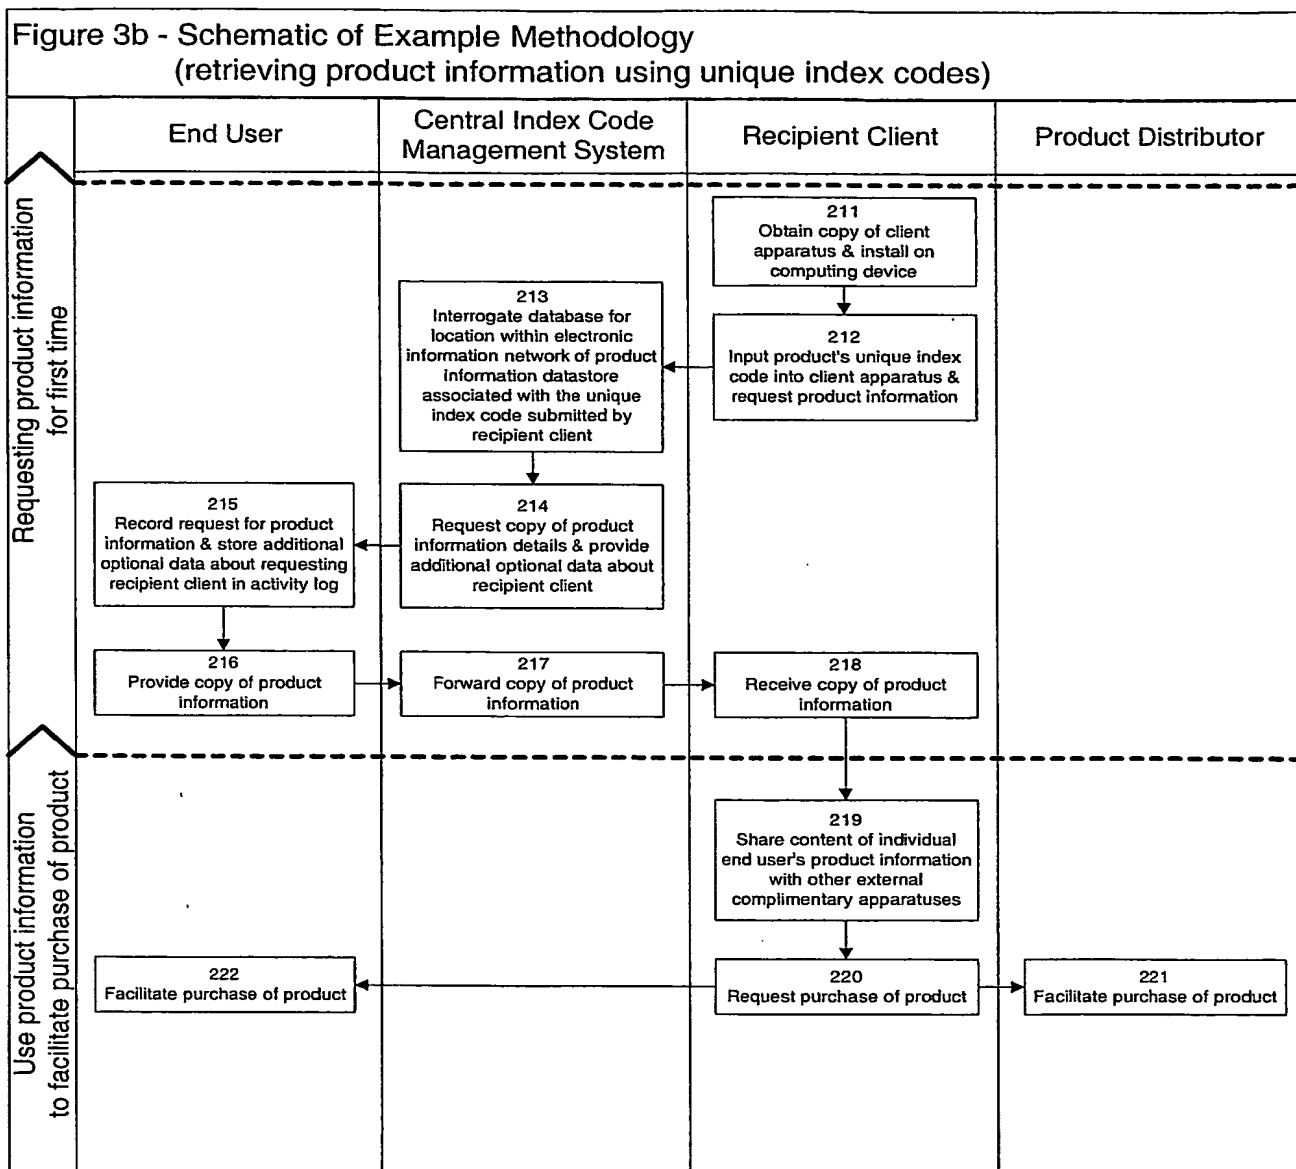 Figure 3b - Schematic of Example Methodology
(retrieving product information using unique index codes)
End User
Central Index Code
Management System
Recipient Client
Product Distributor
Requesting product information
for first time
211
Obtain copy of client
apparatus & install on
computing device
212
Input product's unique index
code into client apparatus &
request product information
213
Interrogate database for
location within electronic
information network of product
information datastore
associated with the unique
index code submitted by
recipient client
214
Request copy of product
information details & provide
additional optional data about
recipient client
215
Record request for product
information & store additional
optional data about requesting
recipient client in activity log
216
Provide copy of product
information
217
Forward copy of product
information
218
Receive copy of product
information
Use product information
to facilitate purchase of product
219
Share content of individual
end user's product information
with other external
complimentary apparatuses
222
Facilitate purchase of product
220
Request purchase of product
221
Facilitate purchase of product